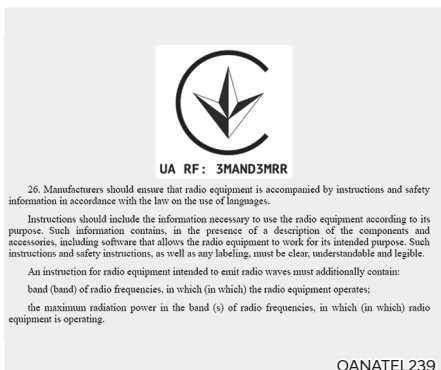 UA RF: 3MAND3MRR
26. Manufacturers should ensure that radio equipment is accompanied by instructions and safety
information in accordance with the law on the use of languages.
Instructions should include the information necessary to use the radio equipment according to its
purpose. Such information contains, in the presence of a description of the components and
accessories, including software that allows the radio equipment to work for its intended purpose. Such
instructions and safety instructions, as well as any labeling, must be clear, understandable and legible.
An instruction for radio equipment intended to emit radio waves must additionally contain:
band (band) of radio frequencies, in which (in which) the radio equipment operates;
the maximum radiation power in the band (s) of radio frequencies, in which (in which) radio
equipment is operating.
OANATEL239